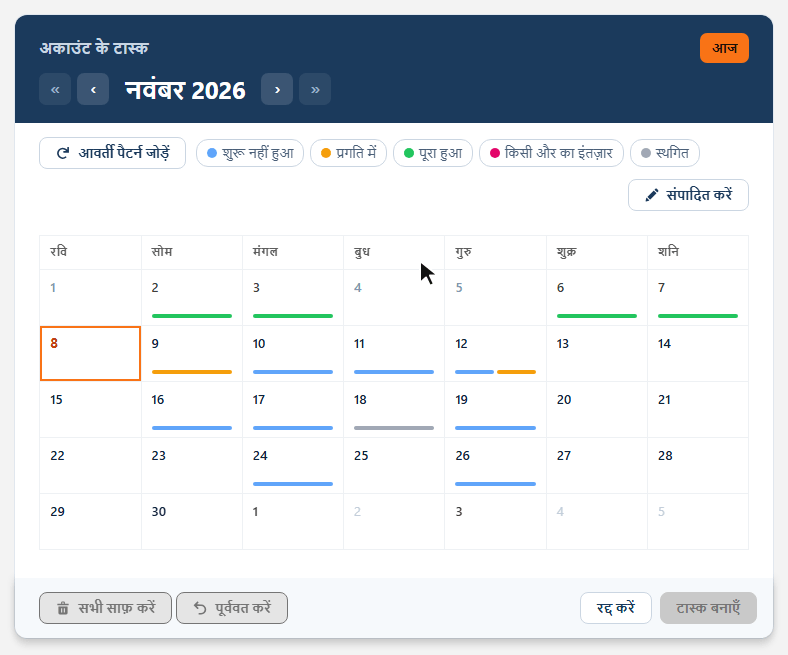 अकाउंट के टास्क
आज
« ‹ नवंबर 2026 › »
आवर्ती पैटर्न जोड़ें शुरू नहीं हुआ प्रगति में पूरा हुआ किसी और का इंतज़ार स्थगित
संपादित करें
रवि सोम मंगल बुध गुरु शुक्र शनि
1 2 3 4 5 6 7
8 9 10 11 12 13 14
15 16 17 18 19 20 21
22 23 24 25 26 27 28
29 30 1 2 3 4 5
सभी साफ़ करें पूर्ववत करें रद्द करें टास्क बनाएँ